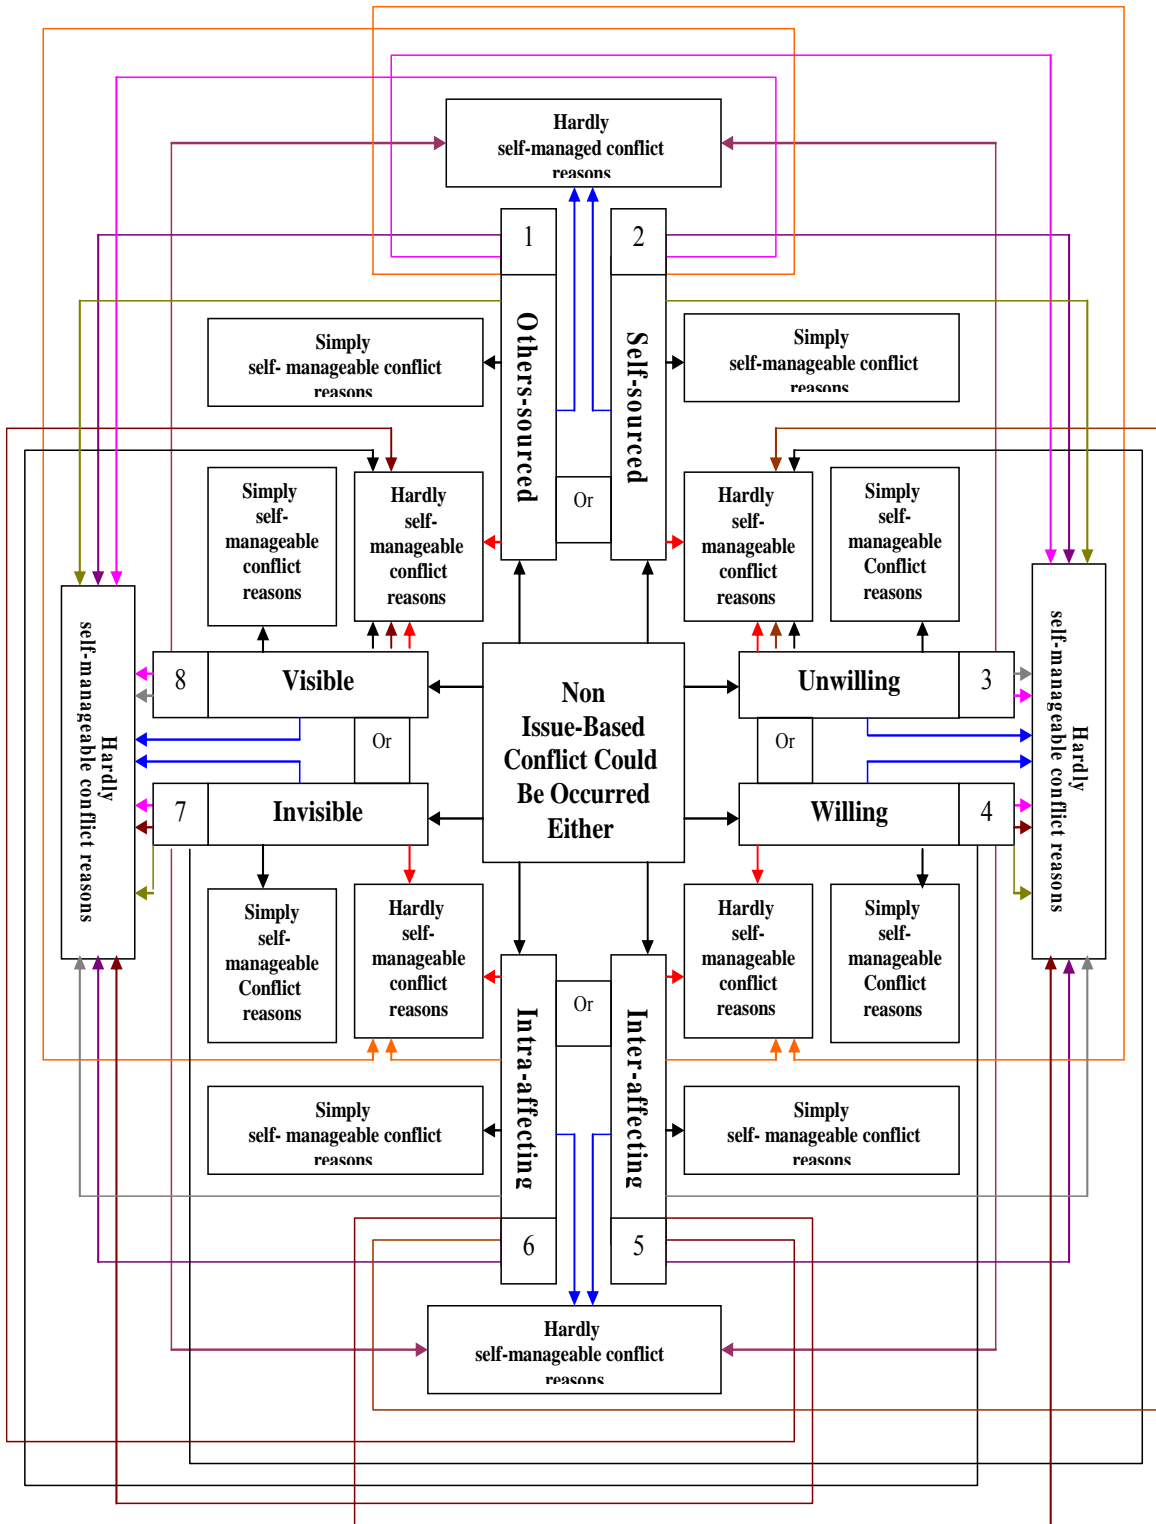 Hardly
self-managed conflict
reasons
1
2
Others-sourced
Self-sourced
Simply
self- manageable conflict
reasons
Simply
self-manageable conflict
reasons
Or
Simply
self-
manageable
conflict
reasons
Hardly
self-
manageable
conflict
reasons
Hardly
self-
manageable
conflict
reasons
Simply
self-
manageable
Conflict
reasons
Hardly
self-manageable conflict reasons
8
Visible
Or
7
Invisible
Non
Issue-Based
Conflict Could
Be Occurred
Either
Unwilling
3
Or
Willing
4
Hardly
self-manageable conflict reasons
Simply
self-
manageable
Conflict
reasons
Hardly
self-
manageable
conflict
reasons
Hardly
self-
manageable
conflict
reasons
Simply
self-
manageable
Conflict
reasons
Or
Intra-affecting
Inter-affecting
Simply
self- manageable conflict
reasons
Simply
self- manageable conflict
reasons
6
5
Hardly
self-manageable conflict
reasons